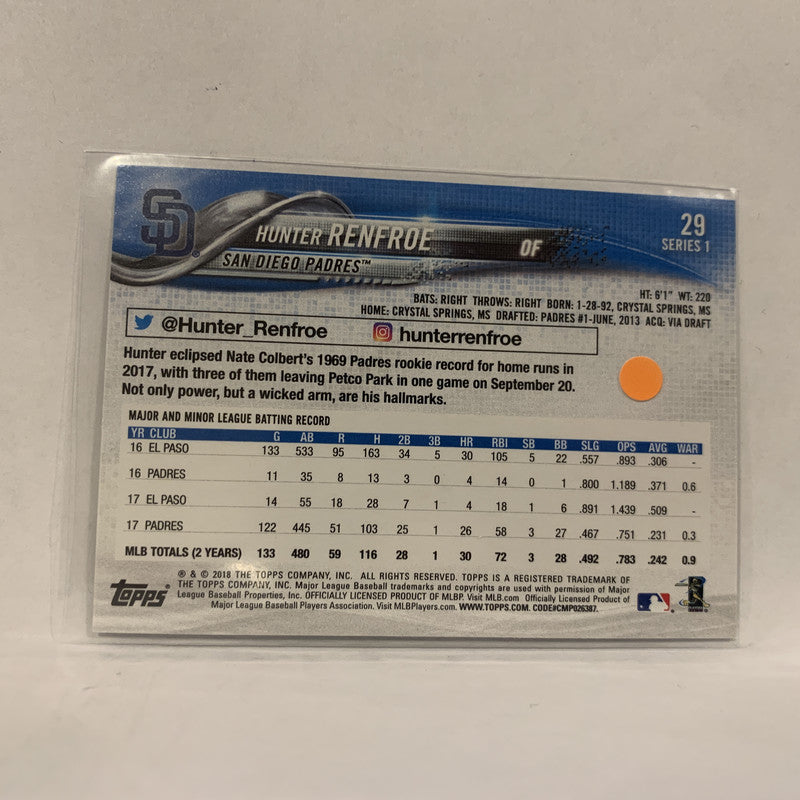 SD
HUNTER RENFROE OF
SAN DIEGO PADRES™
29
SERIES 1
HT: 6'1" WT: 220
BATS: RIGHT THROWS: RIGHT BORN: 1-28-92, CRYSTAL SPRINGS, MS
HOME: CRYSTAL SPRINGS, MS DRAFTED: PADRES #1-JUNE, 2013 ACQ: VIA DRAFT
@Hunter_Renfroe hunterrenfroe
Hunter eclipsed Nate Colbert's 1969 Padres rookie record for home runs in
2017, with three of them leaving Petco Park in one game on September 20.
Not only power, but a wicked arm, are his hallmarks.
MAJOR AND MINOR LEAGUE BATTING RECORD
YR CLUB G AB R H 2B 3B HR RBI SB BB SLG OPS AVG WAR
16 EL PASO 133 533 95 163 34 5 30 105 5 22 .557 .893 .306 -
16 PADRES 11 35 8 13 3 0 4 14 0 1 .800 1.189 .371 0.6
17 EL PASO 14 55 18 28 7 1 4 18 1 6 .891 1.439 .509 -
17 PADRES 122 445 51 103 25 1 26 58 3 27 .467 .751 .231 0.3
MLB TOTALS (2 YEARS) 133 480 59 116 28 1 30 72 3 28 .492 .783 .242 0.9
® & © 2018 THE TOPPS COMPANY, INC. ALL RIGHTS RESERVED. TOPPS IS A REGISTERED TRADEMARK OF
THE TOPPS COMPANY, INC. Major League Baseball trademarks and copyrights are used with permission of Major
League Baseball Properties, Inc. OFFICIALLY LICENSED PRODUCT OF MLBP. Visit MLB.com Officially Licensed Product of
Major League Baseball Players Association. Visit MLBPlayers.com. WWW.TOPPS.COM. CODE#CMP026387.
Topps®